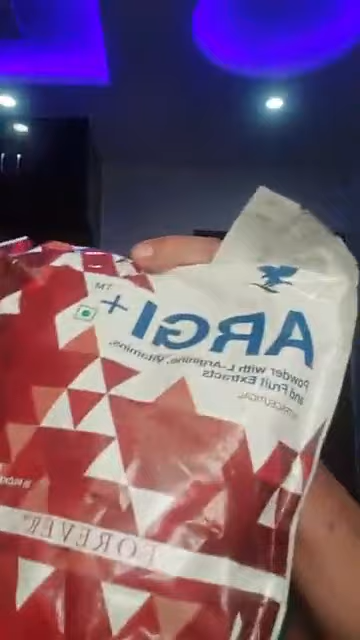 ARGI+™
Powder with L-Arginine, Vitamins,
and Fruit Extracts
FOREVER